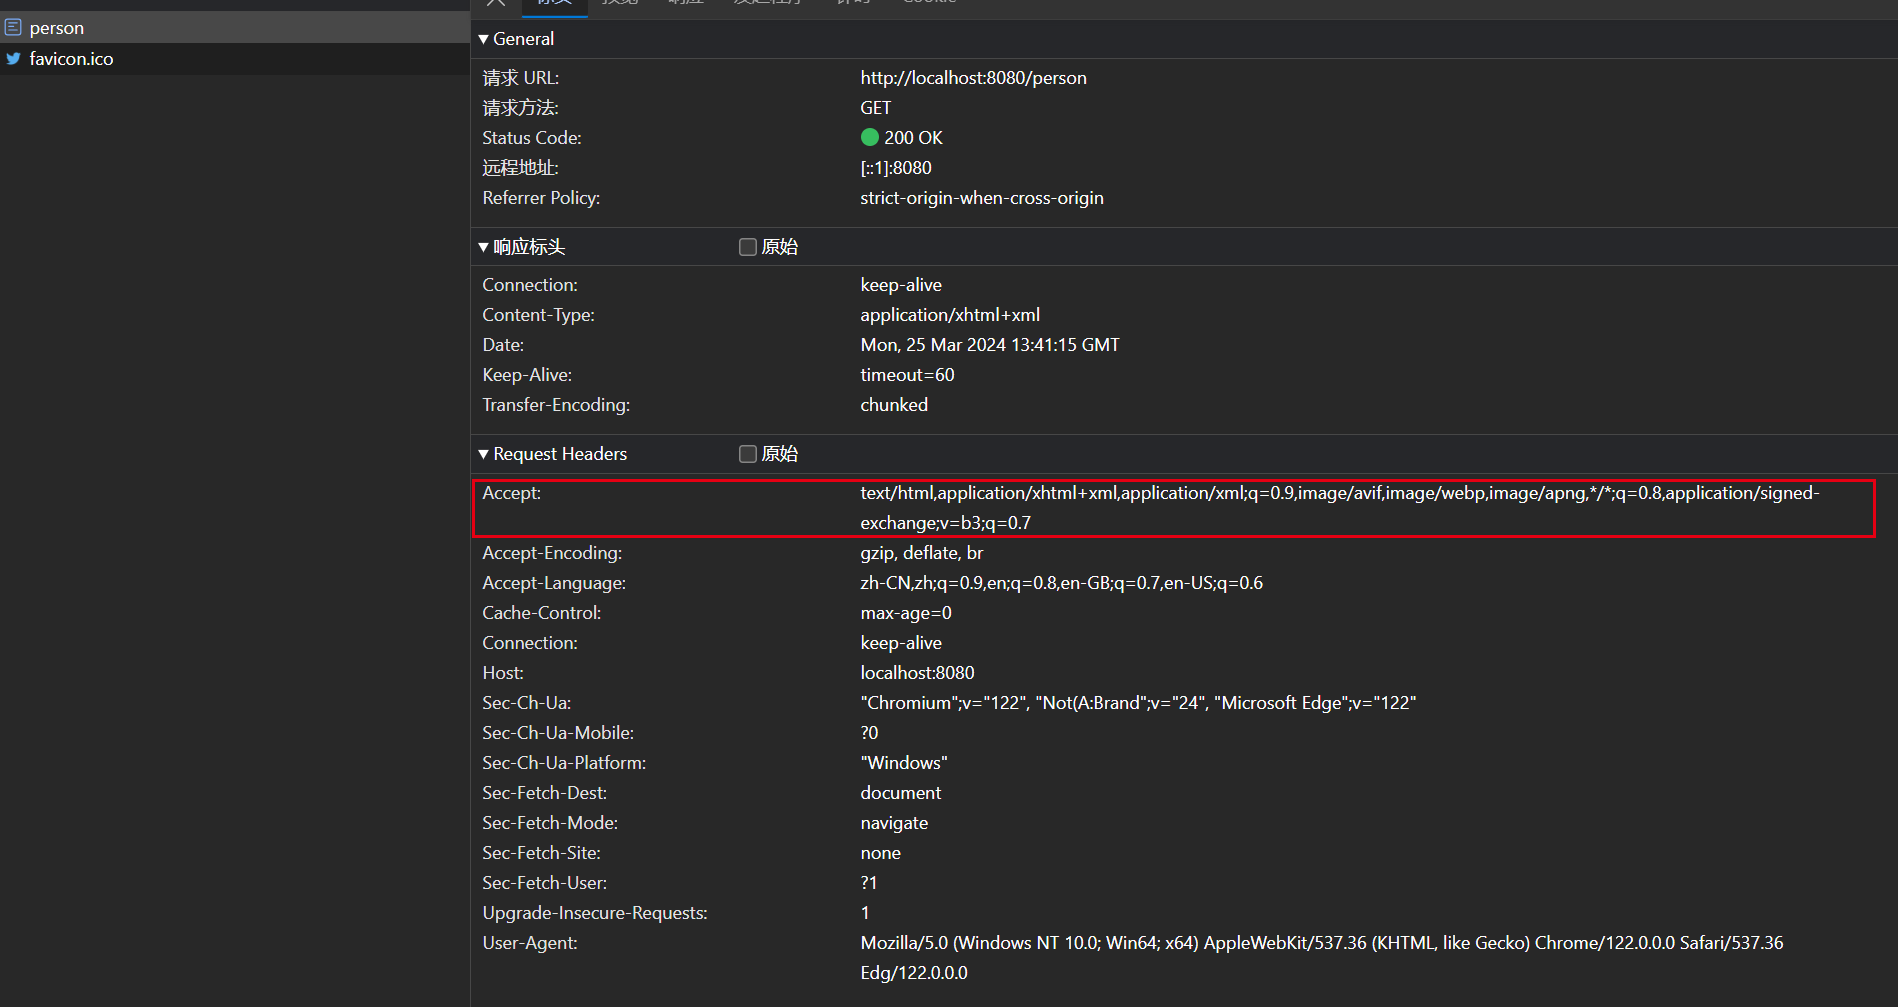 person
favicon.ico
General
请求 URL: http://localhost:8080/person
请求方法: GET
Status Code: 200 OK
远程地址: [::1]:8080
Referrer Policy: strict-origin-when-cross-origin
响应标头 原始
Connection: keep-alive
Content-Type: application/xhtml+xml
Date: Mon, 25 Mar 2024 13:41:15 GMT
Keep-Alive: timeout=60
Transfer-Encoding: chunked
Request Headers 原始
Accept: text/html,application/xhtml+xml,application/xml;q=0.9,image/avif,image/webp,image/apng,*/*;q=0.8,application/signed-
exchange;v=b3;q=0.7
Accept-Encoding: gzip, deflate, br
Accept-Language: zh-CN,zh;q=0.9,en;q=0.8,en-GB;q=0.7,en-US;q=0.6
Cache-Control: max-age=0
Connection: keep-alive
Host: localhost:8080
Sec-Ch-Ua: "Chromium";v="122", "Not(A:Brand";v="24", "Microsoft Edge";v="122"
Sec-Ch-Ua-Mobile: ?0
Sec-Ch-Ua-Platform: "Windows"
Sec-Fetch-Dest: document
Sec-Fetch-Mode: navigate
Sec-Fetch-Site: none
Sec-Fetch-User: ?1
Upgrade-Insecure-Requests: 1
User-Agent: Mozilla/5.0 (Windows NT 10.0; Win64; x64) AppleWebKit/537.36 (KHTML, like Gecko) Chrome/122.0.0.0 Safari/537.36
Edg/122.0.0.0